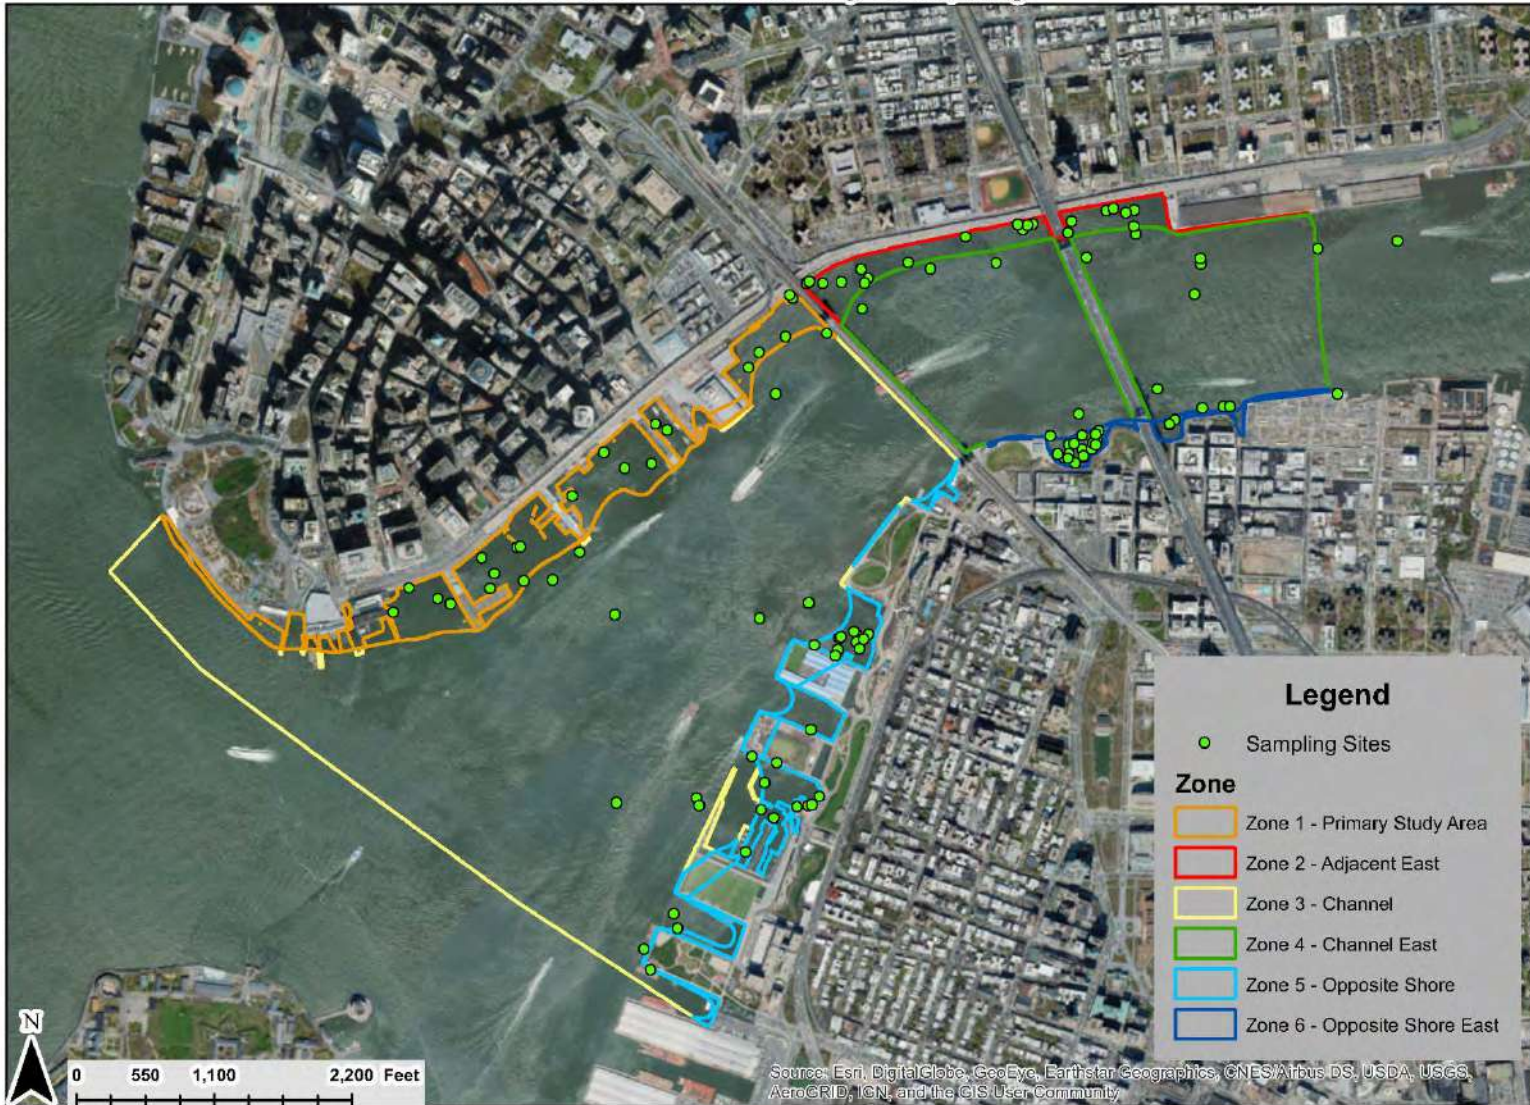 Legend
Sampling Sites
Zone
Zone 1 - Primary Study Area
Zone 2 - Adjacent East
Zone 3 - Channel
Zone 4 - Channel East
Zone 5 - Opposite Shore
Zone 6 - Opposite Shore East
N
0 550 1,100 2,200 Feet
Source: Esri, DigitalGlobe, GeoEye, Earthstar Geographics, CNES/Airbus DS, USDA, USGS,
AeroGRID, IGN, and the GIS User Community